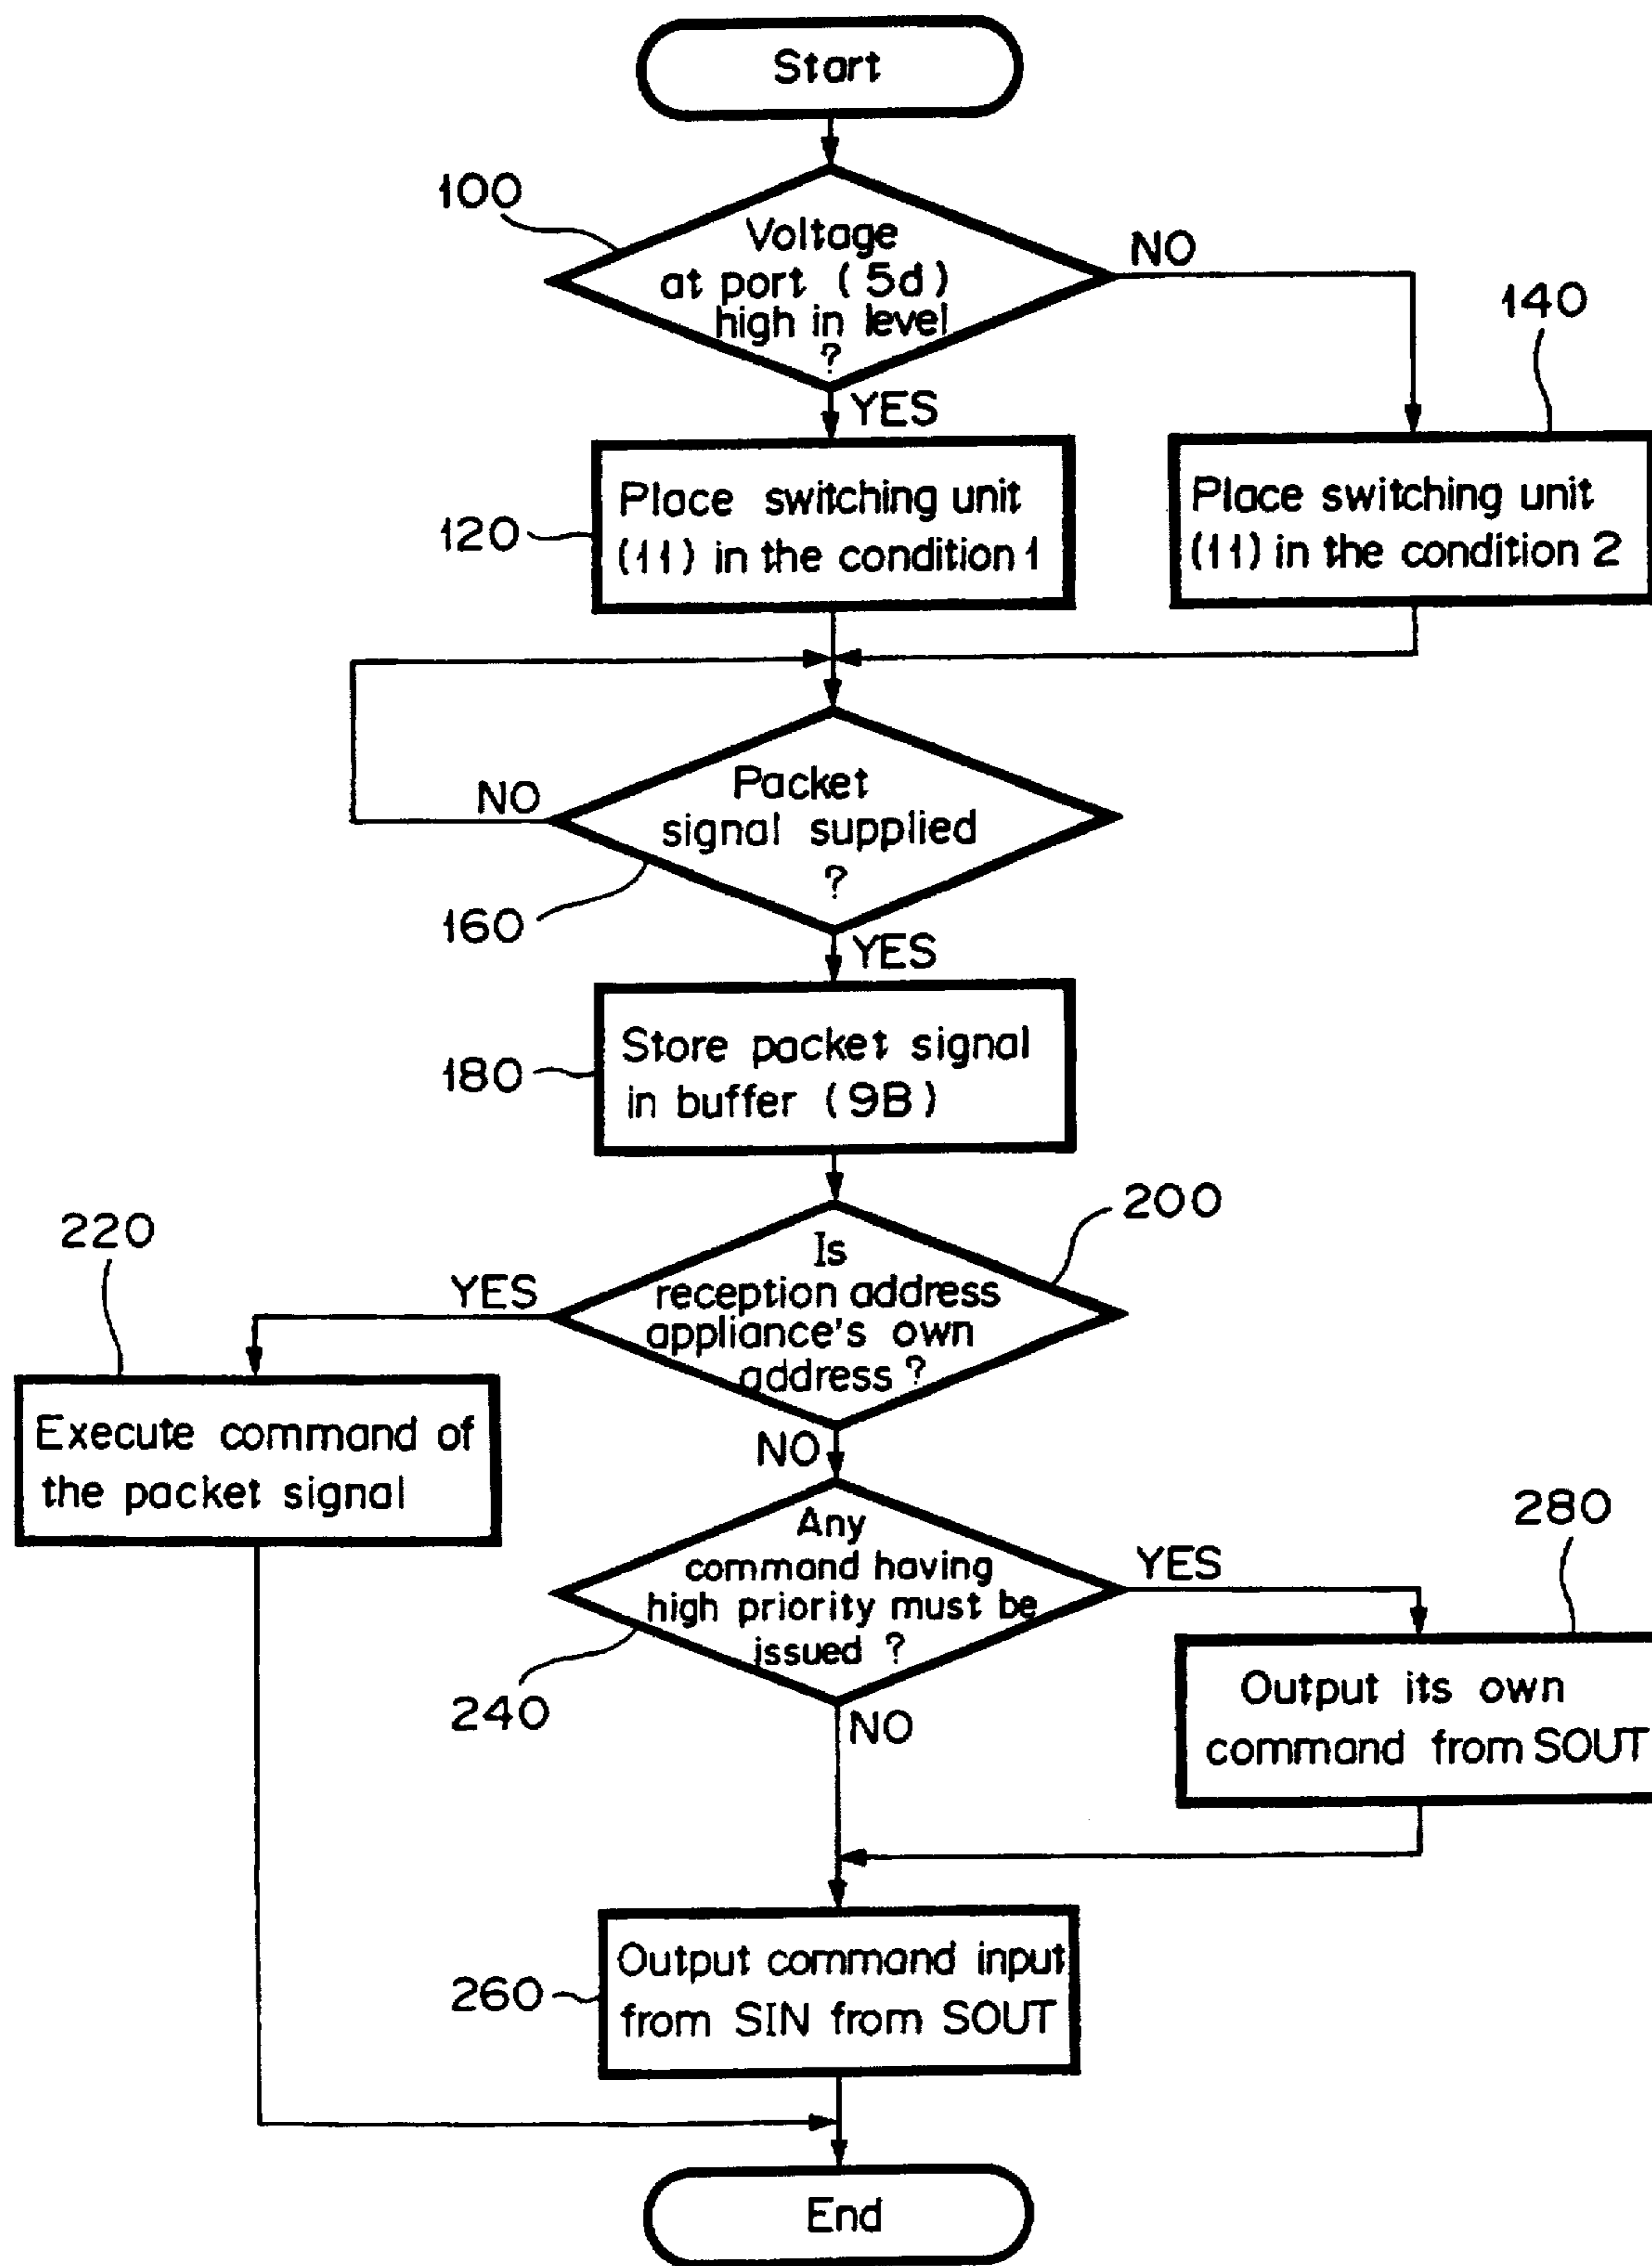 Start
100
Voltage
at port (5d)
high in level
?
NO
140
YES
120
Place switching unit
(11) in the condition 1
Place switching unit
(11) in the condition 2
NO
Packet
signal supplied
?
160
YES
180
Store packet signal
in buffer (9B)
200
220
YES
Is
reception address
appliance's own
address ?
Execute command of
the packet signal
NO
280
Any
command having
high priority must be
issued ?
YES
240
NO
Output its own
command from SOUT
260
Output command input
from SIN from SOUT
End